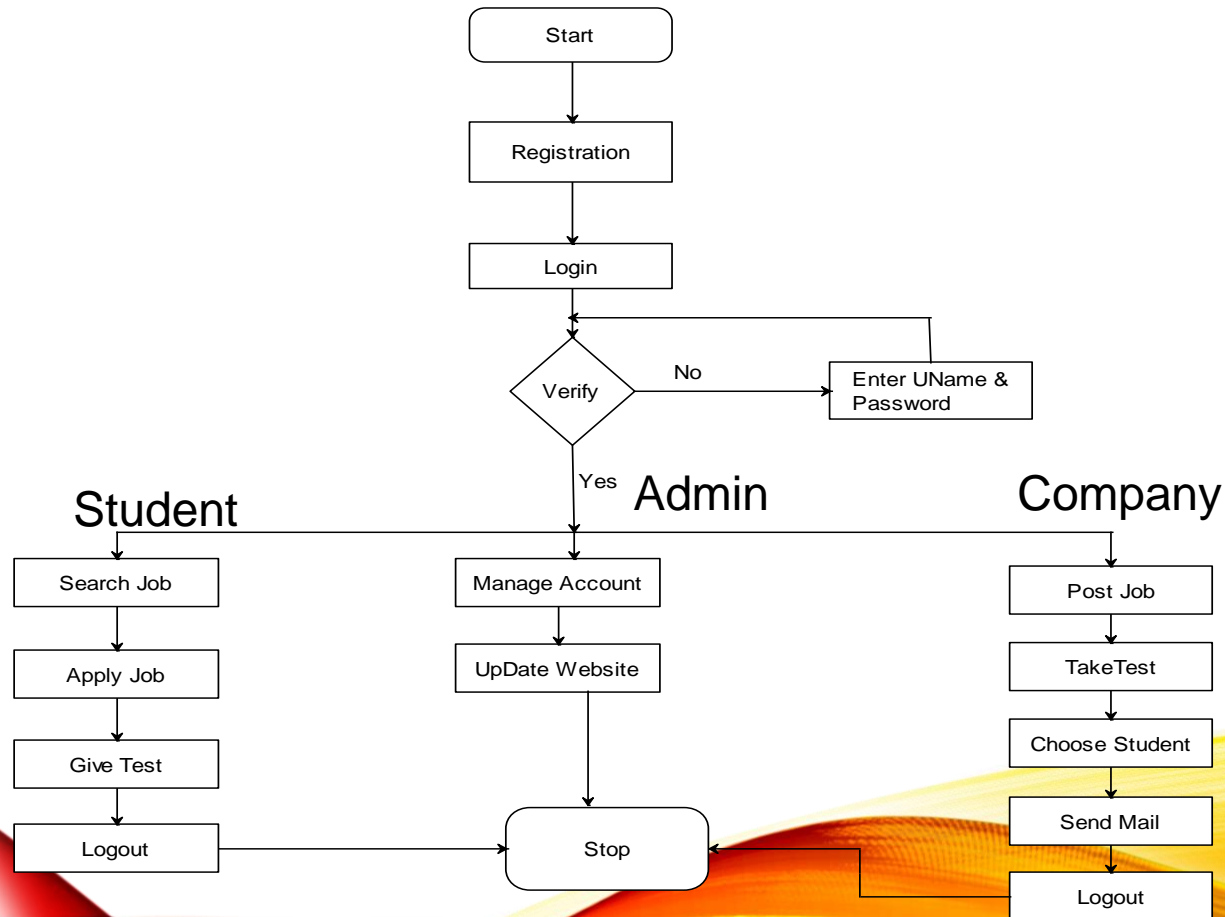 Start
Registration
Login
Verify
No
Enter UName &
Password
Yes
Student
Admin
Company
Search Job
Manage Account
Post Job
Apply Job
UpDate Website
TakeTest
Give Test
Choose Student
Logout
Stop
Send Mail
Logout